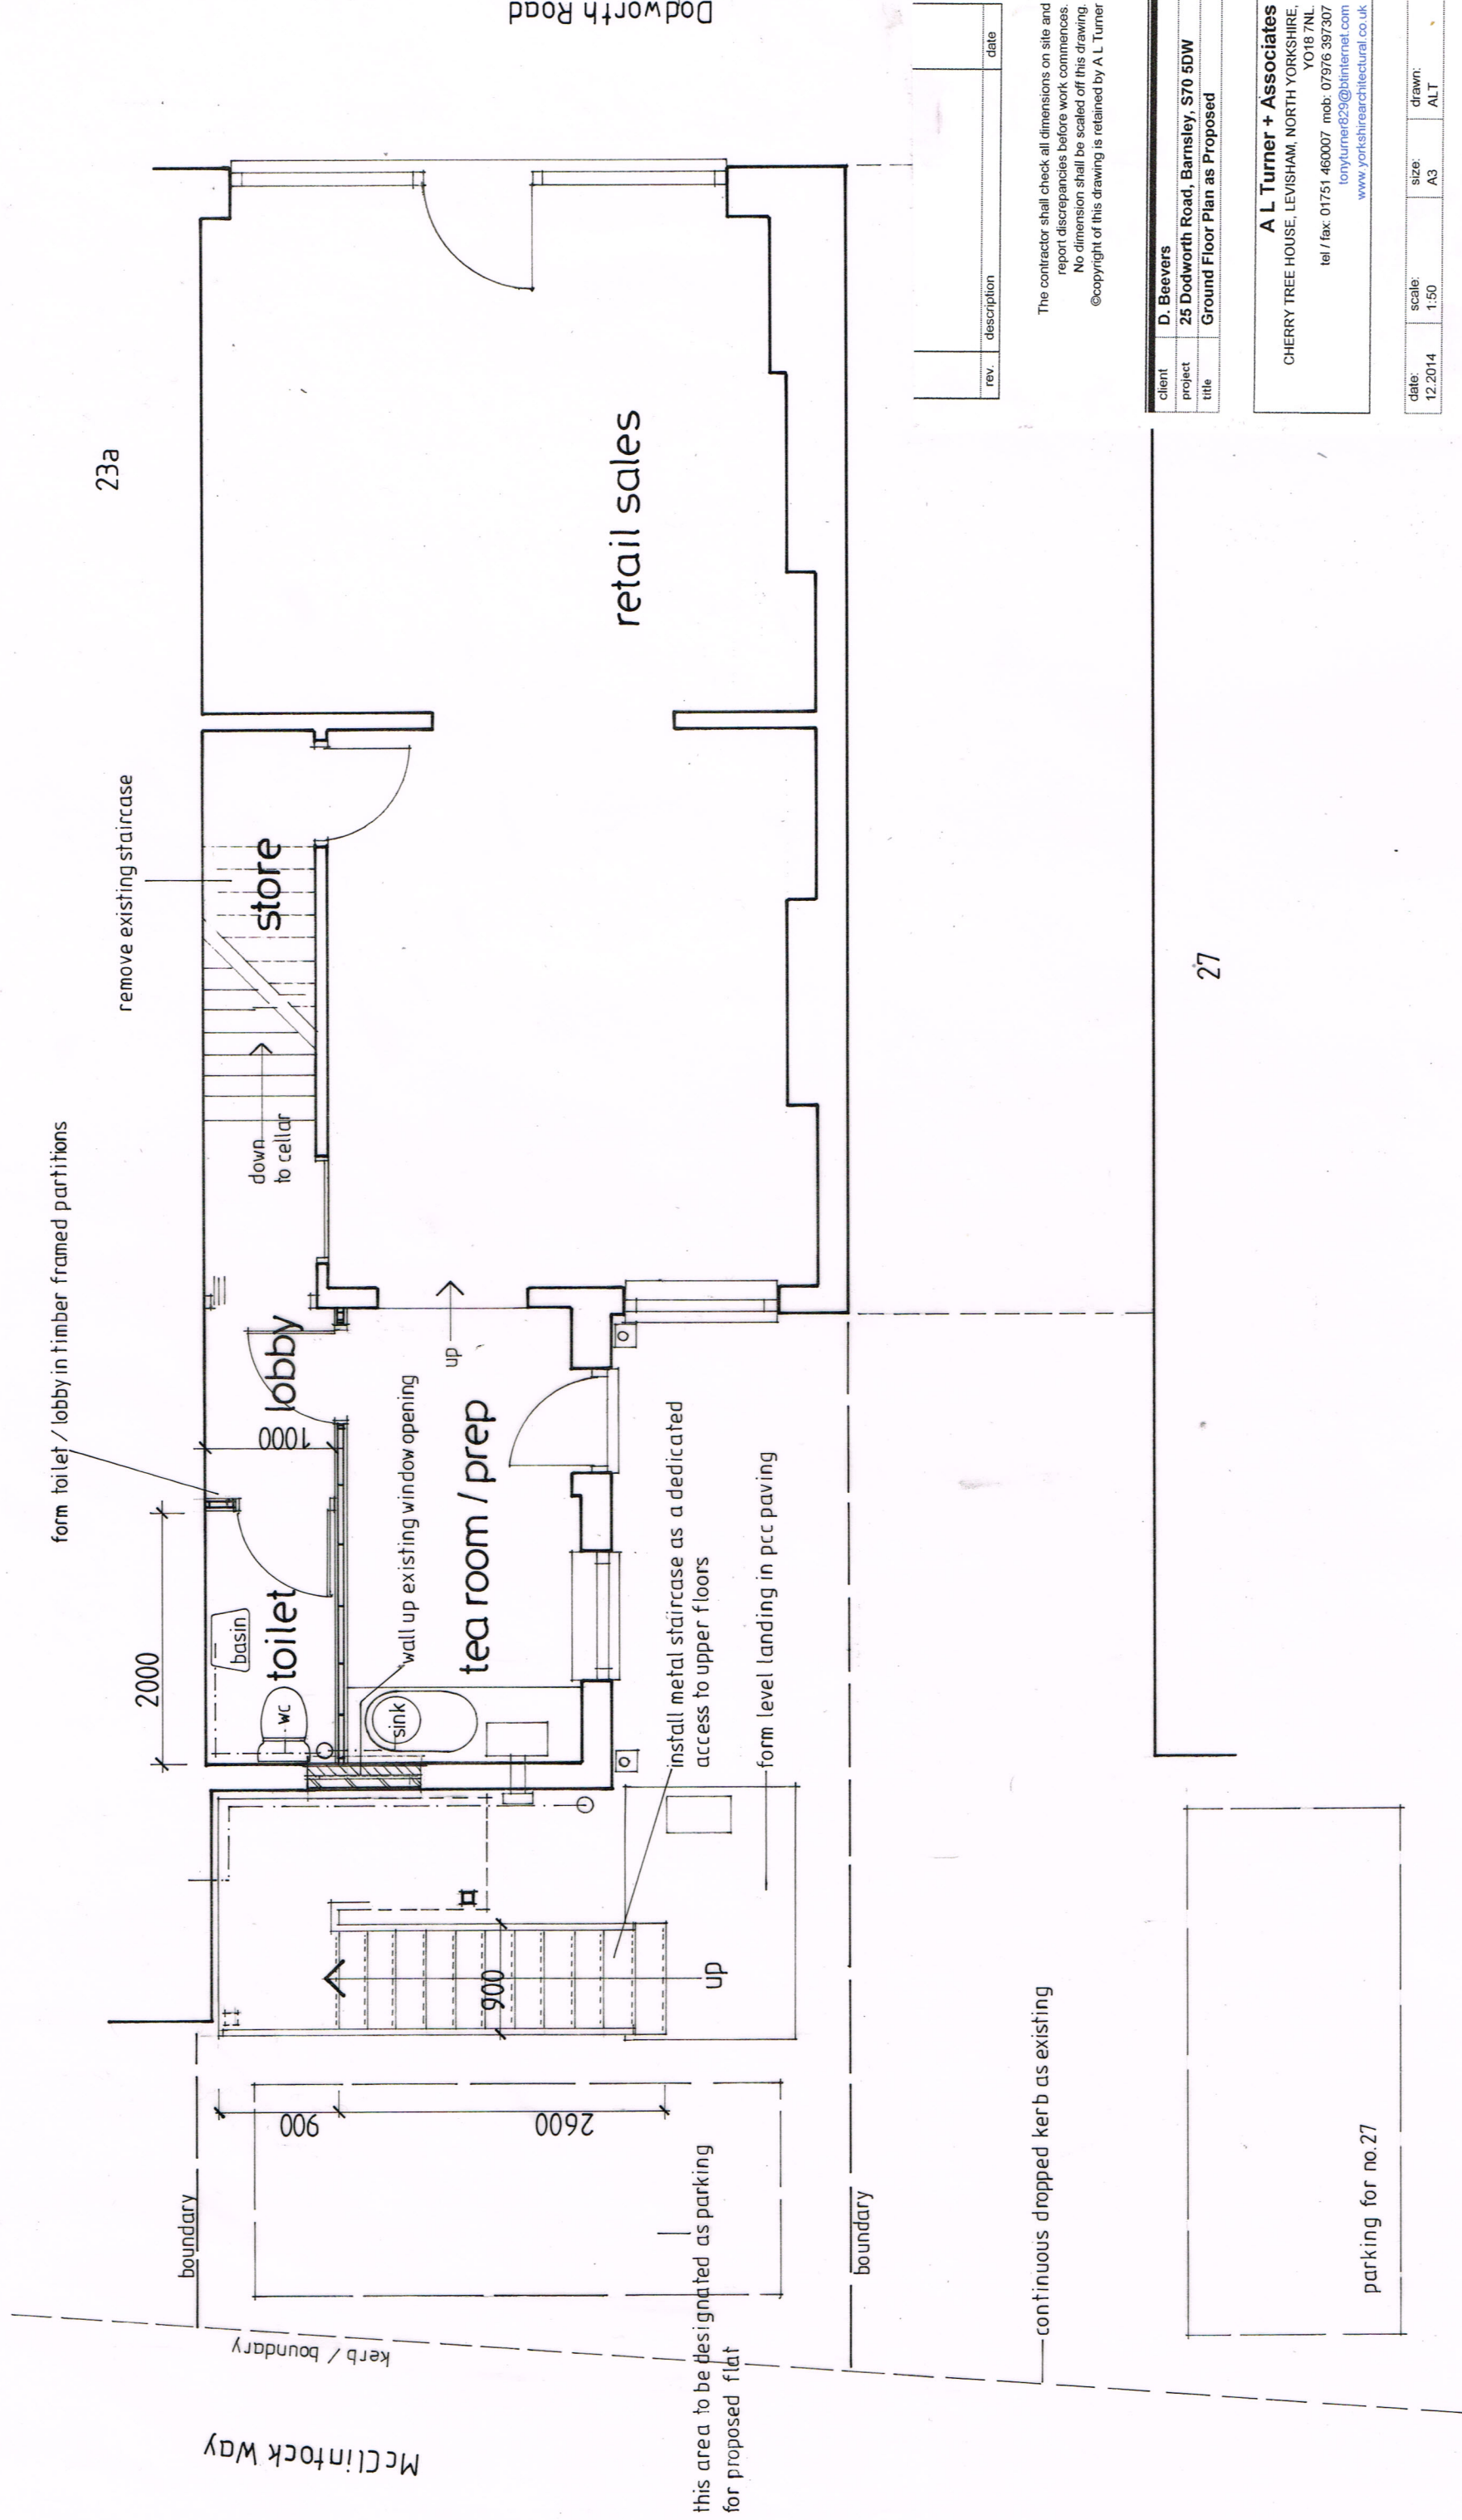 Dodworth Road
23a
retail sales
remove existing staircase
store
down
to cellar
form toilet / lobby in timber framed partitions
lobby
1000
up
2000
toilet
basin
wc
sink
wall up existing window opening
tea room / prep
install metal staircase as a dedicated
access to upper floors
form level landing in pcc paving
900
up
900
2600
boundary
this area to be designated as parking
for proposed flat
boundary
kerb / boundary
McClintock Way
continuous dropped kerb as existing
parking for no.27
27
rev. description date
The contractor shall check all dimensions on site and
report discrepancies before work commences.
No dimension shall be scaled off this drawing.
©copyright of this drawing is retained by A L Turner
client D. Beevers
project 25 Dodworth Road, Barnsley, S70 5DW
title Ground Floor Plan as Proposed
A L Turner + Associates
CHERRY TREE HOUSE, LEVISHAM, NORTH YORKSHIRE,
YO18 7NL.
tel / fax: 01751 460007 mob: 07976 397307
tonyturner829@btinternet.com
www.yorkshirearchitectural.co.uk
date: scale: size: drawn:
12.2014 1:50 A3 ALT